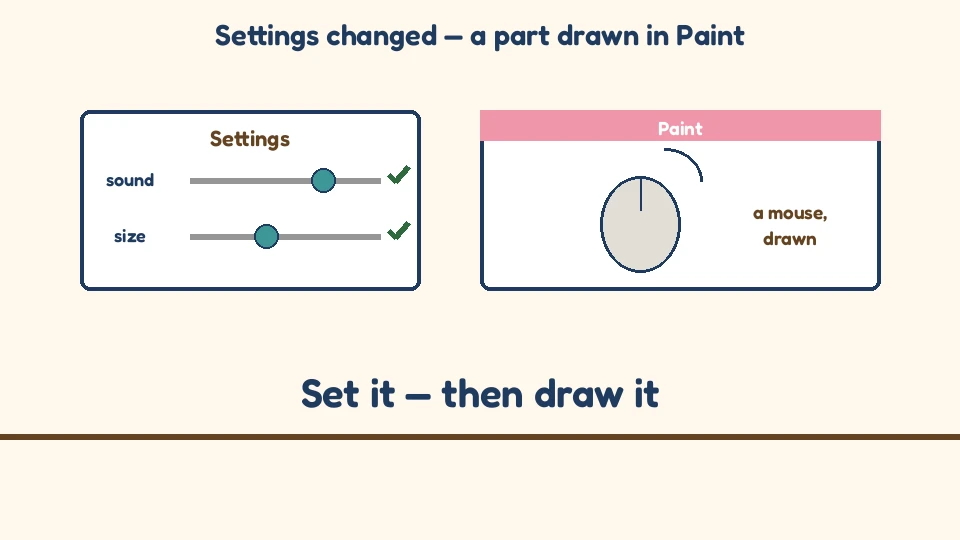 Settings changed — a part drawn in Paint
Settings
sound
size
Paint
a mouse,
drawn
Set it — then draw it